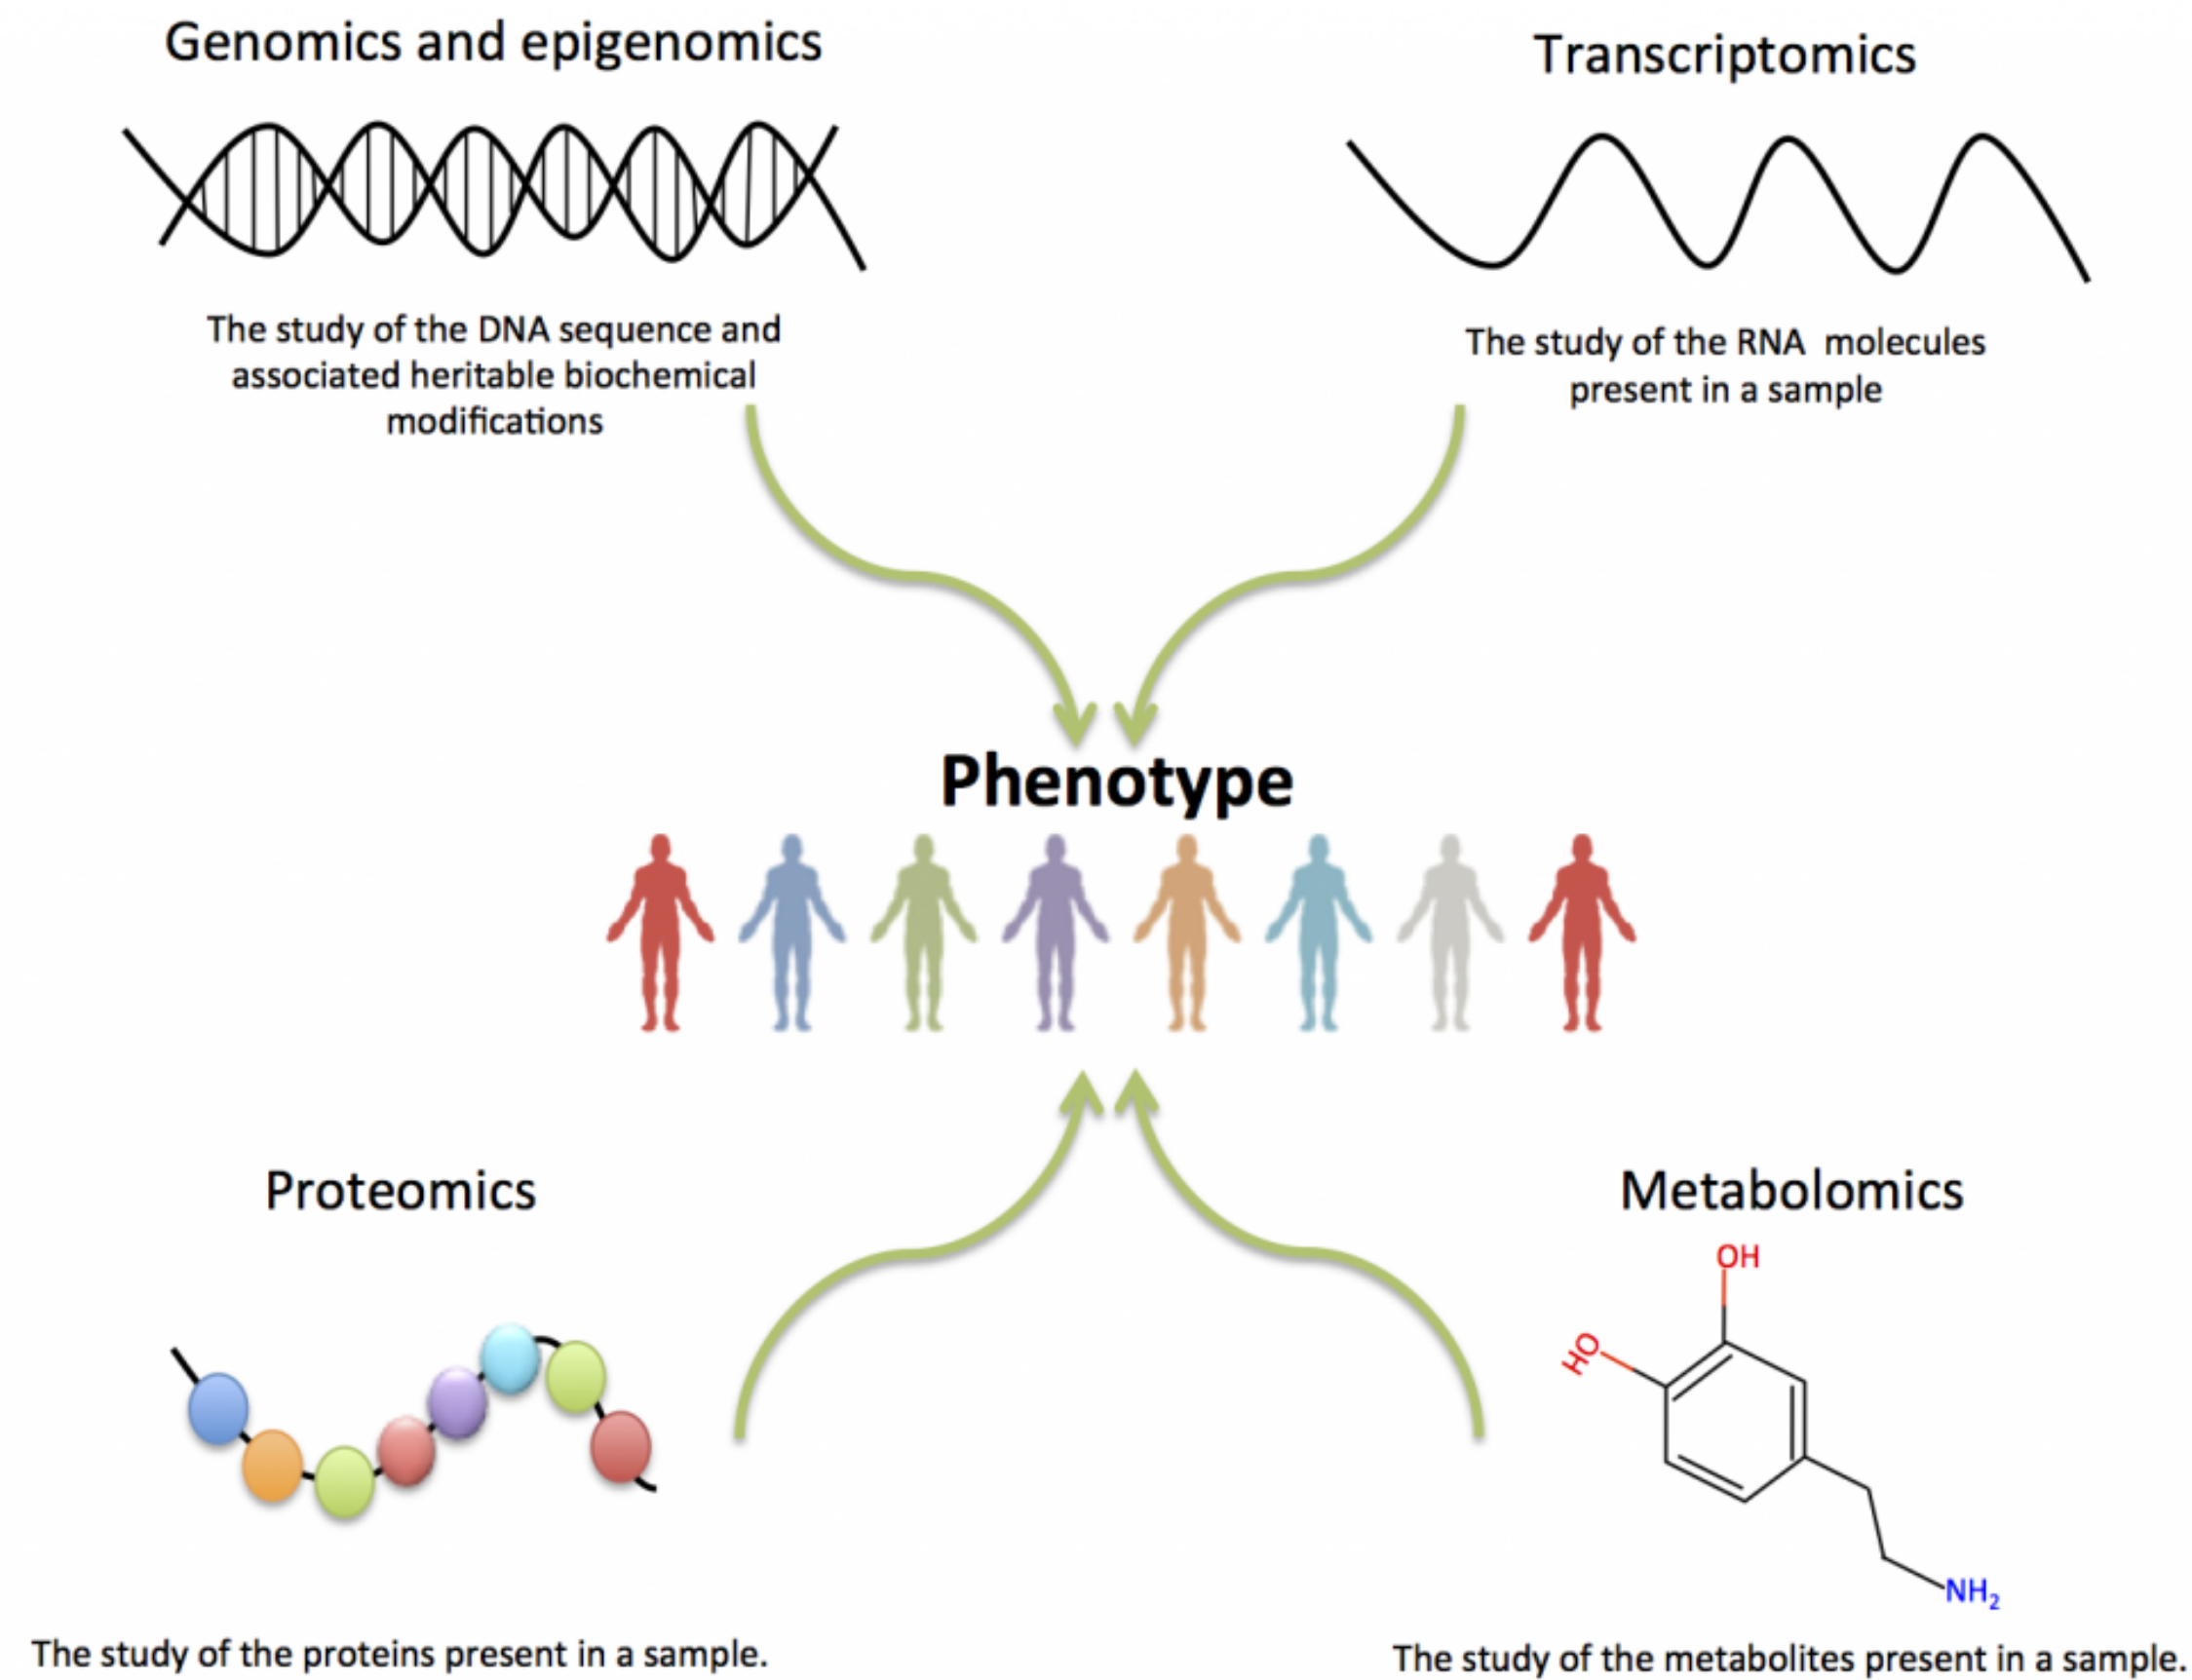 Genomics and epigenomics
The study of the DNA sequence and
associated heritable biochemical
modifications
Transcriptomics
The study of the RNA molecules
present in a sample
Phenotype
Proteomics
The study of the proteins present in a sample.
Metabolomics
OH
HO
NH₂
The study of the metabolites present in a sample.